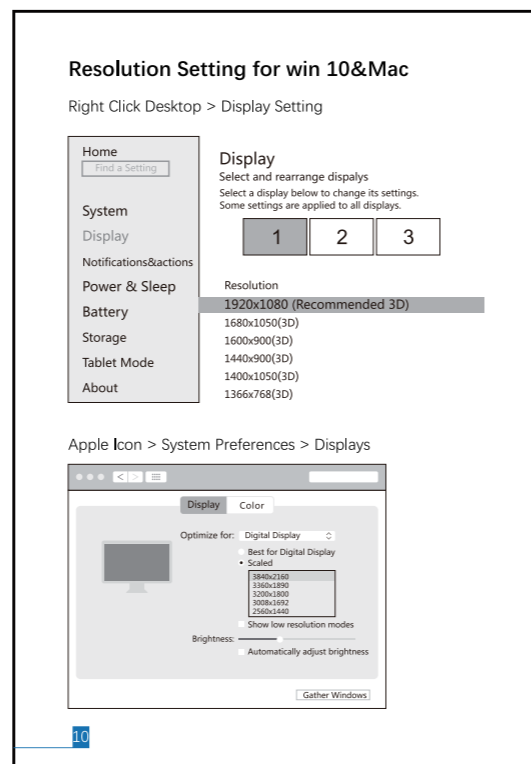 Resolution Setting for win 10&Mac
Right Click Desktop > Display Setting
Home
Find a Setting
System
Display
Notifications&actions
Power & Sleep
Battery
Storage
Tablet Mode
About
Display
Select and rearrange dispalys
Select a display below to change its settings.
Some settings are applied to all displays.
1 2 3
Resolution
1920x1080 (Recommended 3D)
1680x1050(3D)
1600x900(3D)
1440x900(3D)
1400x1050(3D)
1366x768(3D)
Apple Icon > System Preferences > Displays
< >
Display Color
Optimize for: Digital Display
Best for Digital Display
• Scaled
3840x2160
3360x1890
3200x1800
3008x1692
2560x1440
Show low resolution modes
Brightness:
Automatically adjust brightness
Gather Windows
10